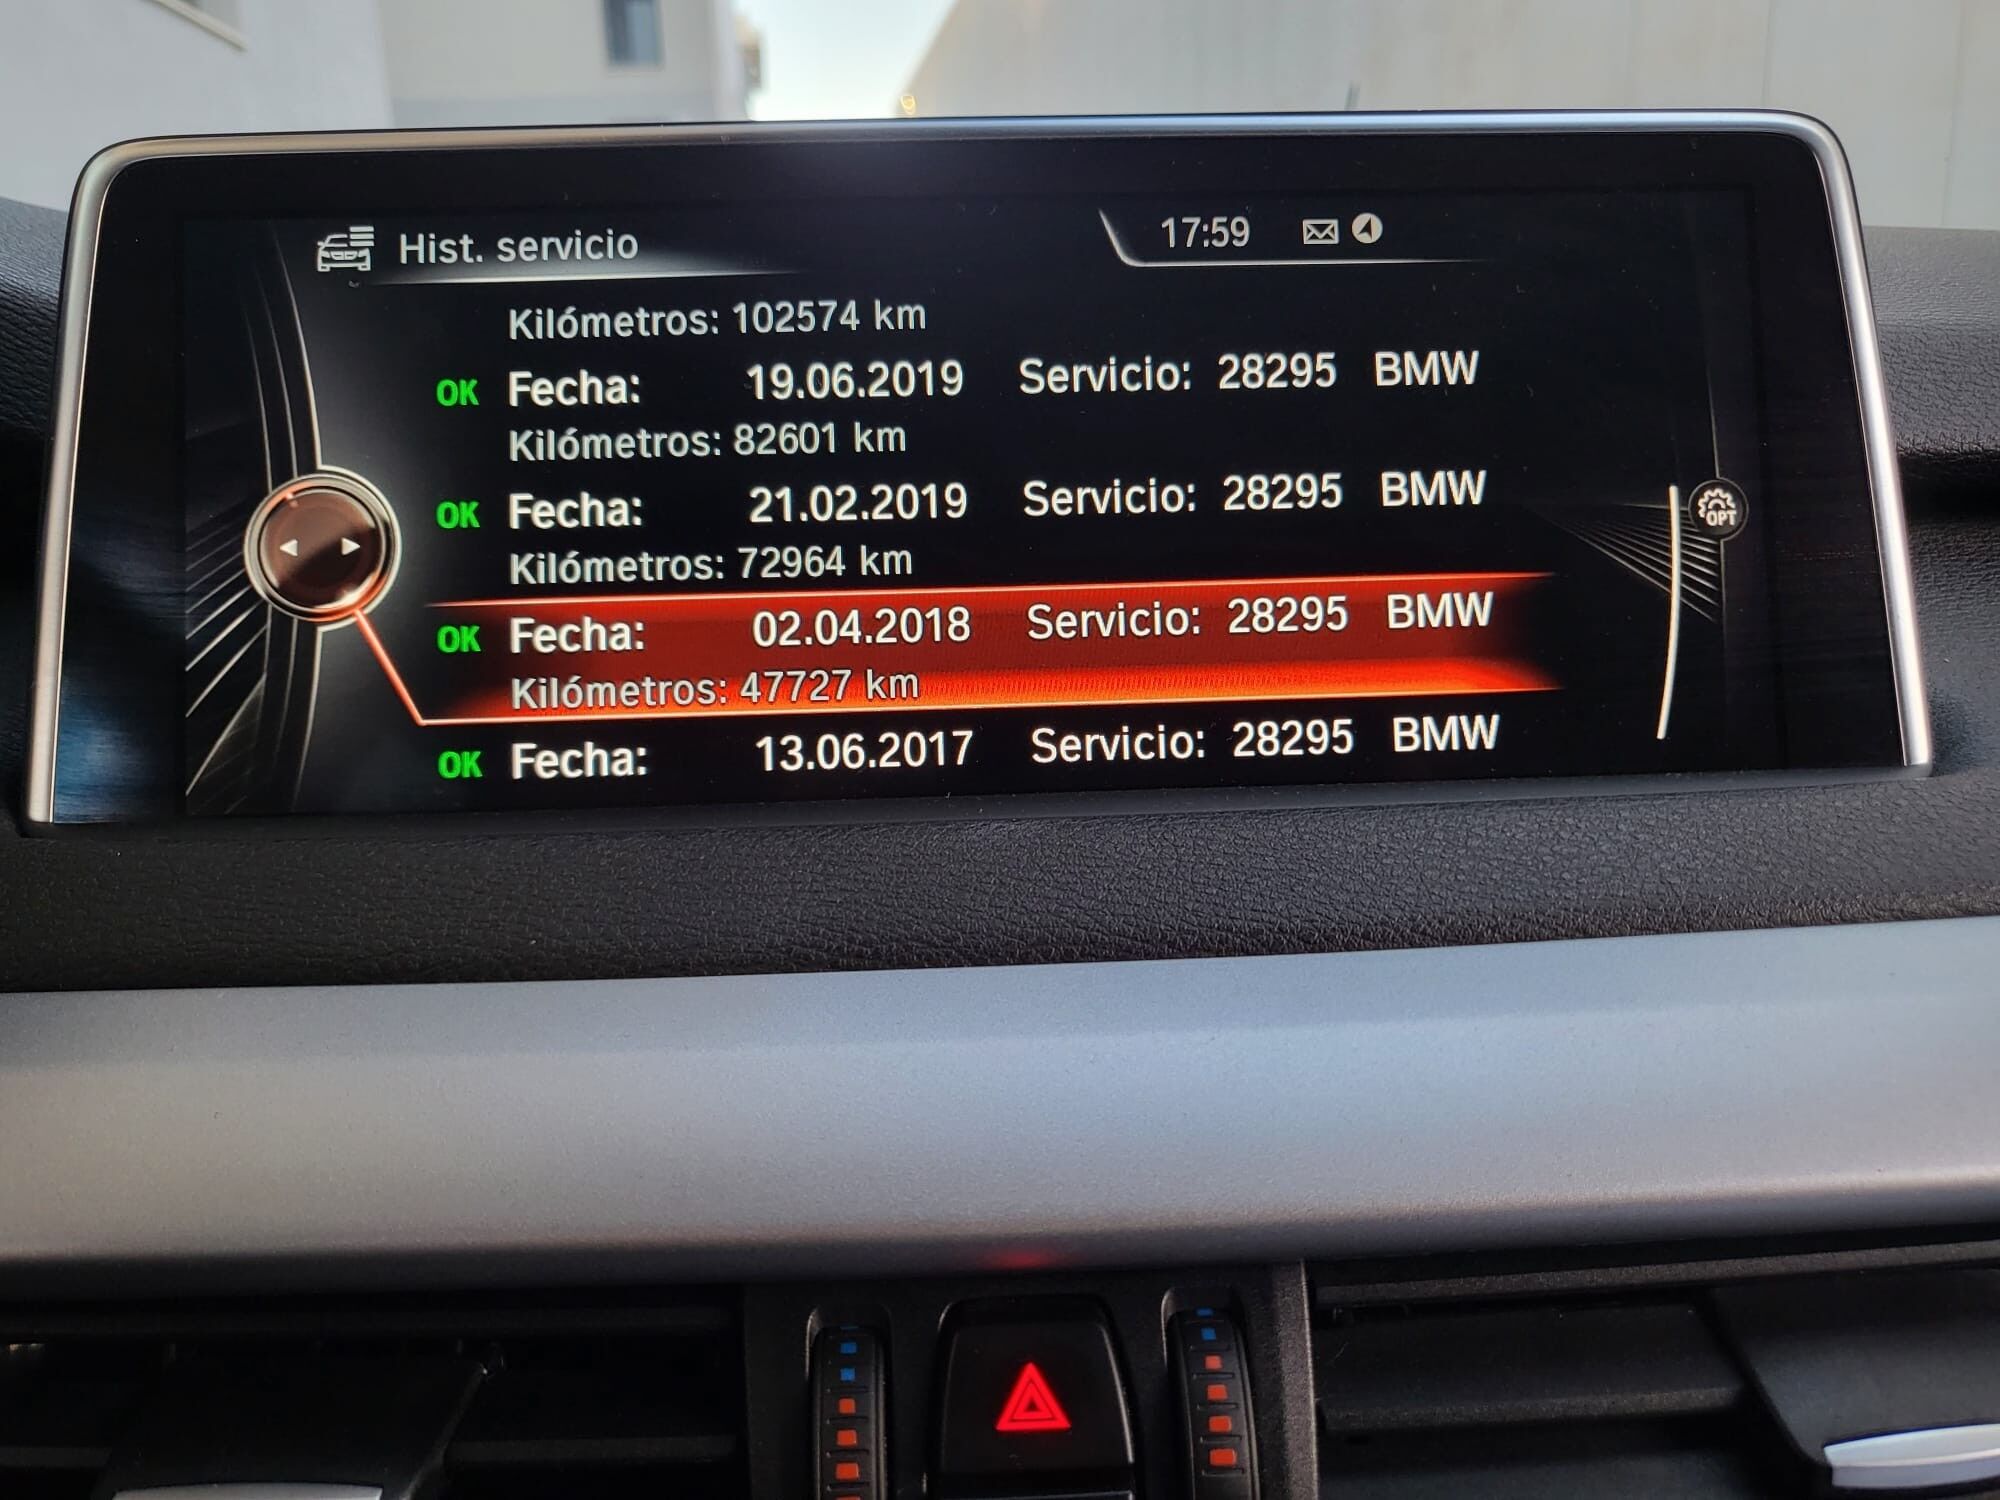 Hist. servicio
17:59
Kilómetros: 102574 km
OK Fecha: 19.06.2019 Servicio: 28295 BMW
Kilómetros: 82601 km
OK Fecha: 21.02.2019 Servicio: 28295 BMW
Kilómetros: 72964 km
OK Fecha: 02.04.2018 Servicio: 28295 BMW
Kilómetros: 47727 km
OK Fecha: 13.06.2017 Servicio: 28295 BMW
OPT